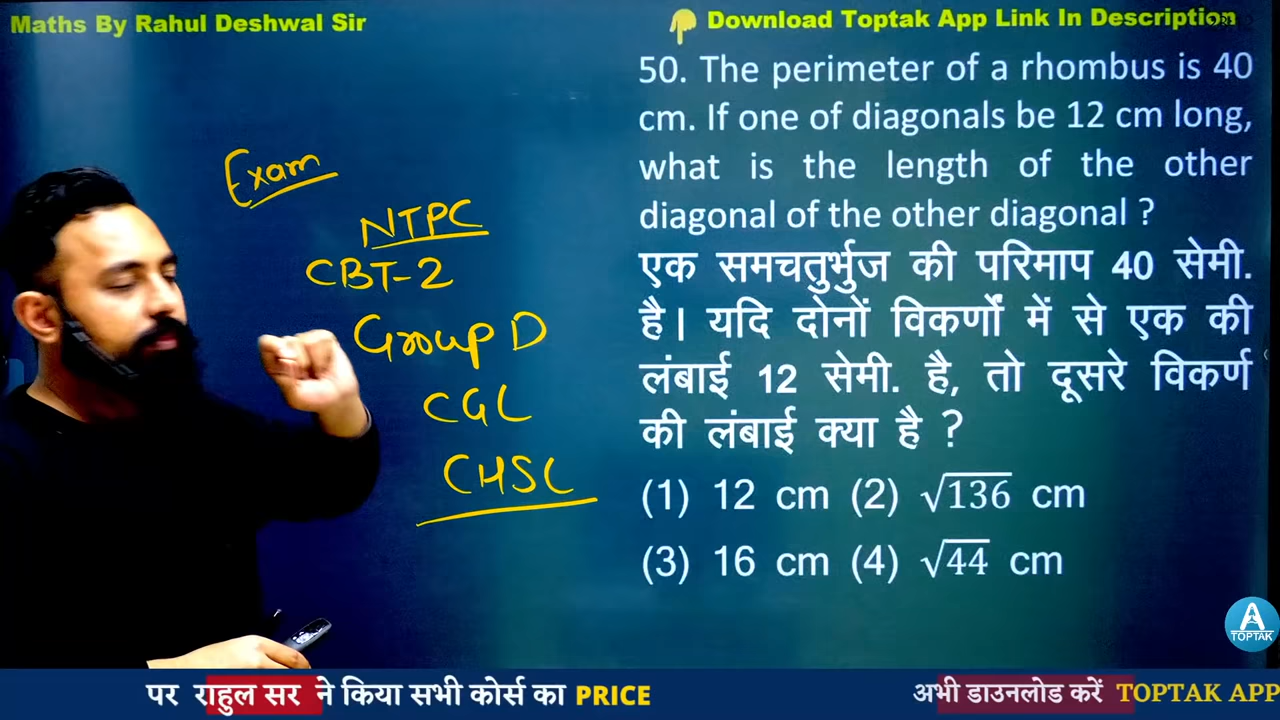 Maths By Rahul Deshwal Sir
Download Toptak App Link In Description
50. The perimeter of a rhombus is 40
cm. If one of diagonals be 12 cm long,
what is the length of the other
diagonal of the other diagonal ?
एक समचतुर्भुज की परिमाप 40 सेमी.
है। यदि दोनों विकर्णों में से एक की
लंबाई 12 सेमी. है, तो दूसरे विकर्ण
की लंबाई क्या है ?
(1) 12 cm (2) √136 cm
(3) 16 cm (4) √44 cm
Exam
NTPC
CBT-2
Group D
CGL
CHSL
A
TOPTAK
पर राहुल सर ने किया सभी कोर्स का PRICE
अभी डाउनलोड करें TOPTAK APP